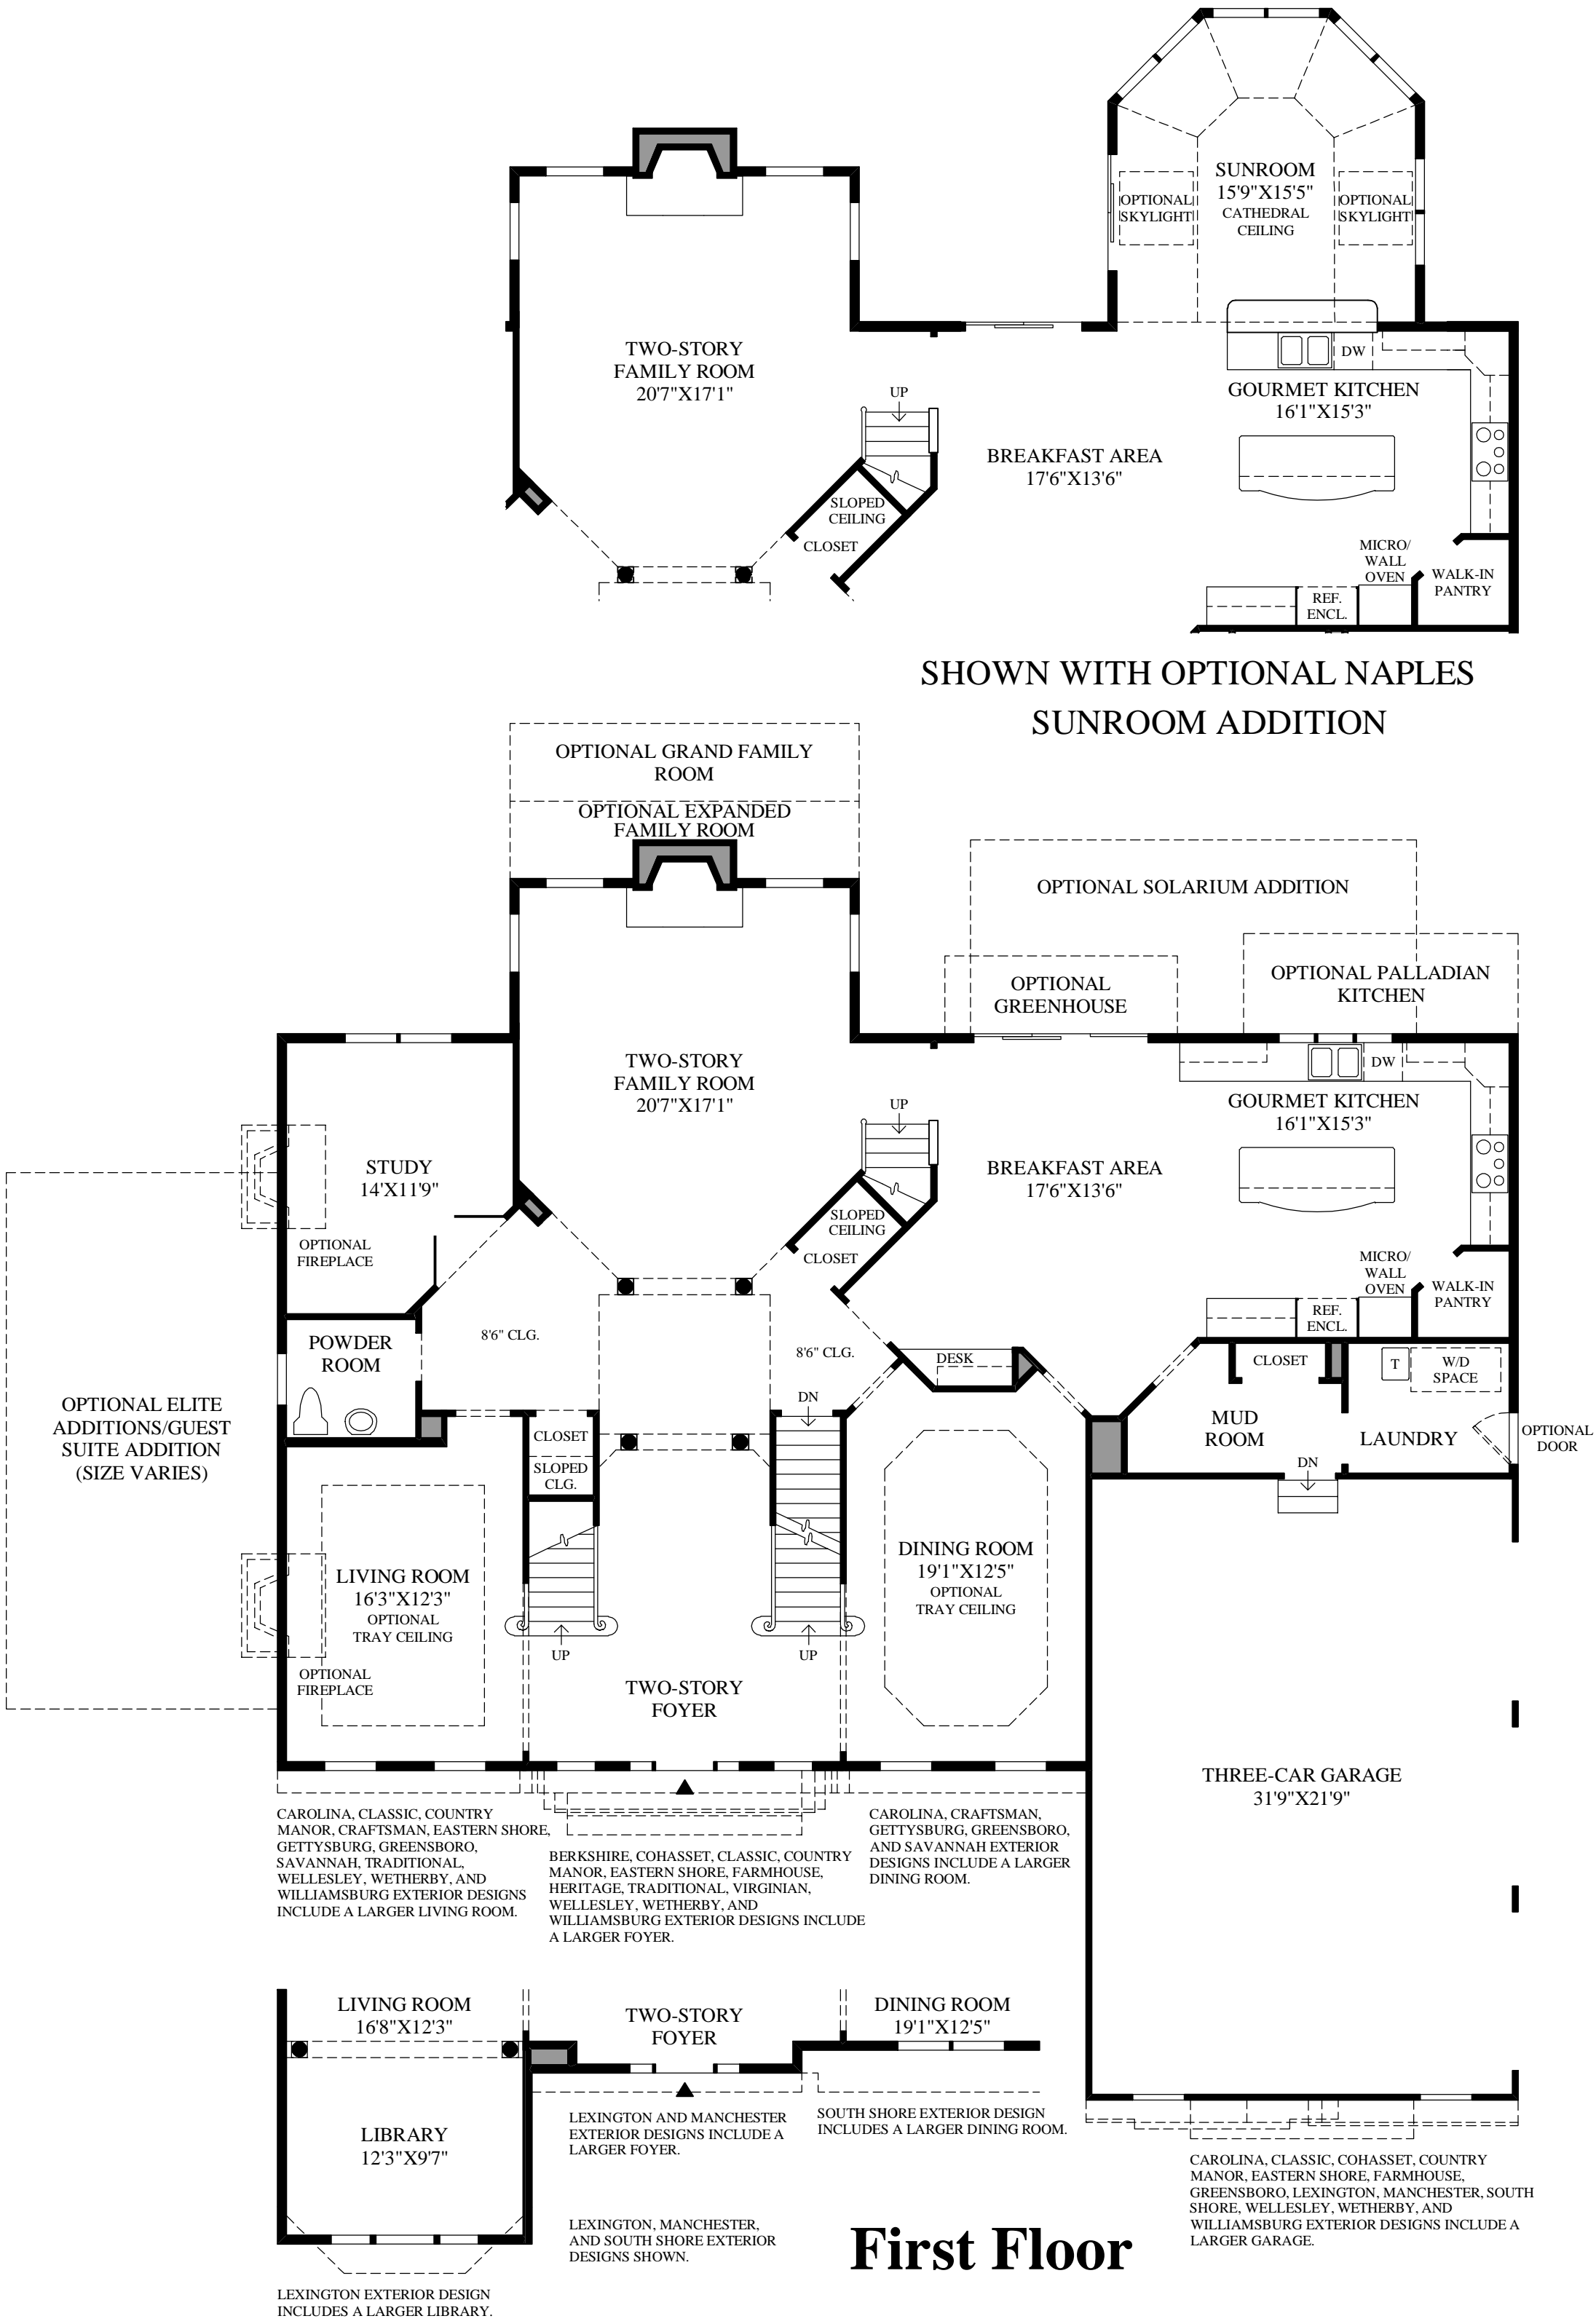 SUNROOM
15'9"X15'5"
CATHEDRAL
CEILING
OPTIONAL
SKYLIGHT
OPTIONAL
SKYLIGHT
TWO-STORY
FAMILY ROOM
20'7"X17'1"
DW
GOURMET KITCHEN
16'1"X15'3"
UP
BREAKFAST AREA
17'6"X13'6"
SLOPED
CEILING
CLOSET
MICRO/
WALL
OVEN
WALK-IN
PANTRY
REF.
ENCL.
SHOWN WITH OPTIONAL NAPLES
SUNROOM ADDITION
OPTIONAL GRAND FAMILY
ROOM
OPTIONAL EXPANDED
FAMILY ROOM
OPTIONAL SOLARIUM ADDITION
OPTIONAL
GREENHOUSE
OPTIONAL PALLADIAN
KITCHEN
TWO-STORY
FAMILY ROOM
20'7"X17'1"
DW
GOURMET KITCHEN
16'1"X15'3"
UP
BREAKFAST AREA
17'6"X13'6"
STUDY
14'X11'9"
OPTIONAL
FIREPLACE
SLOPED
CEILING
CLOSET
MICRO/
WALL
OVEN
WALK-IN
PANTRY
REF.
ENCL.
POWDER
ROOM
8'6" CLG.
8'6" CLG.
DESK
CLOSET
T
W/D
SPACE
OPTIONAL ELITE
ADDITIONS/GUEST
SUITE ADDITION
(SIZE VARIES)
DN
CLOSET
SLOPED
CLG.
MUD
ROOM
LAUNDRY
OPTIONAL
DOOR
DN
LIVING ROOM
16'3"X12'3"
OPTIONAL
TRAY CEILING
OPTIONAL
FIREPLACE
DINING ROOM
19'1"X12'5"
OPTIONAL
TRAY CEILING
UP
UP
TWO-STORY
FOYER
THREE-CAR GARAGE
31'9"X21'9"
CAROLINA, CLASSIC, COUNTRY
MANOR, CRAFTSMAN, EASTERN SHORE,
GETTYSBURG, GREENSBORO,
SAVANNAH, TRADITIONAL,
WELLESLEY, WETHERBY, AND
WILLIAMSBURG EXTERIOR DESIGNS
INCLUDE A LARGER LIVING ROOM.
BERKSHIRE, COHASSET, CLASSIC, COUNTRY
MANOR, EASTERN SHORE, FARMHOUSE,
HERITAGE, TRADITIONAL, VIRGINIAN,
WELLESLEY, WETHERBY, AND
WILLIAMSBURG EXTERIOR DESIGNS INCLUDE
A LARGER FOYER.
CAROLINA, CRAFTSMAN,
GETTYSBURG, GREENSBORO,
AND SAVANNAH EXTERIOR
DESIGNS INCLUDE A LARGER
DINING ROOM.
LIVING ROOM
16'8"X12'3"
TWO-STORY
FOYER
DINING ROOM
19'1"X12'5"
LIBRARY
12'3"X9'7"
LEXINGTON AND MANCHESTER
EXTERIOR DESIGNS INCLUDE A
LARGER FOYER.
SOUTH SHORE EXTERIOR DESIGN
INCLUDES A LARGER DINING ROOM.
CAROLINA, CLASSIC, COHASSET, COUNTRY
MANOR, EASTERN SHORE, FARMHOUSE,
GREENSBORO, LEXINGTON, MANCHESTER, SOUTH
SHORE, WELLESLEY, WETHERBY, AND
WILLIAMSBURG EXTERIOR DESIGNS INCLUDE A
LARGER GARAGE.
LEXINGTON, MANCHESTER,
AND SOUTH SHORE EXTERIOR
DESIGNS SHOWN.
First Floor
LEXINGTON EXTERIOR DESIGN
INCLUDES A LARGER LIBRARY.